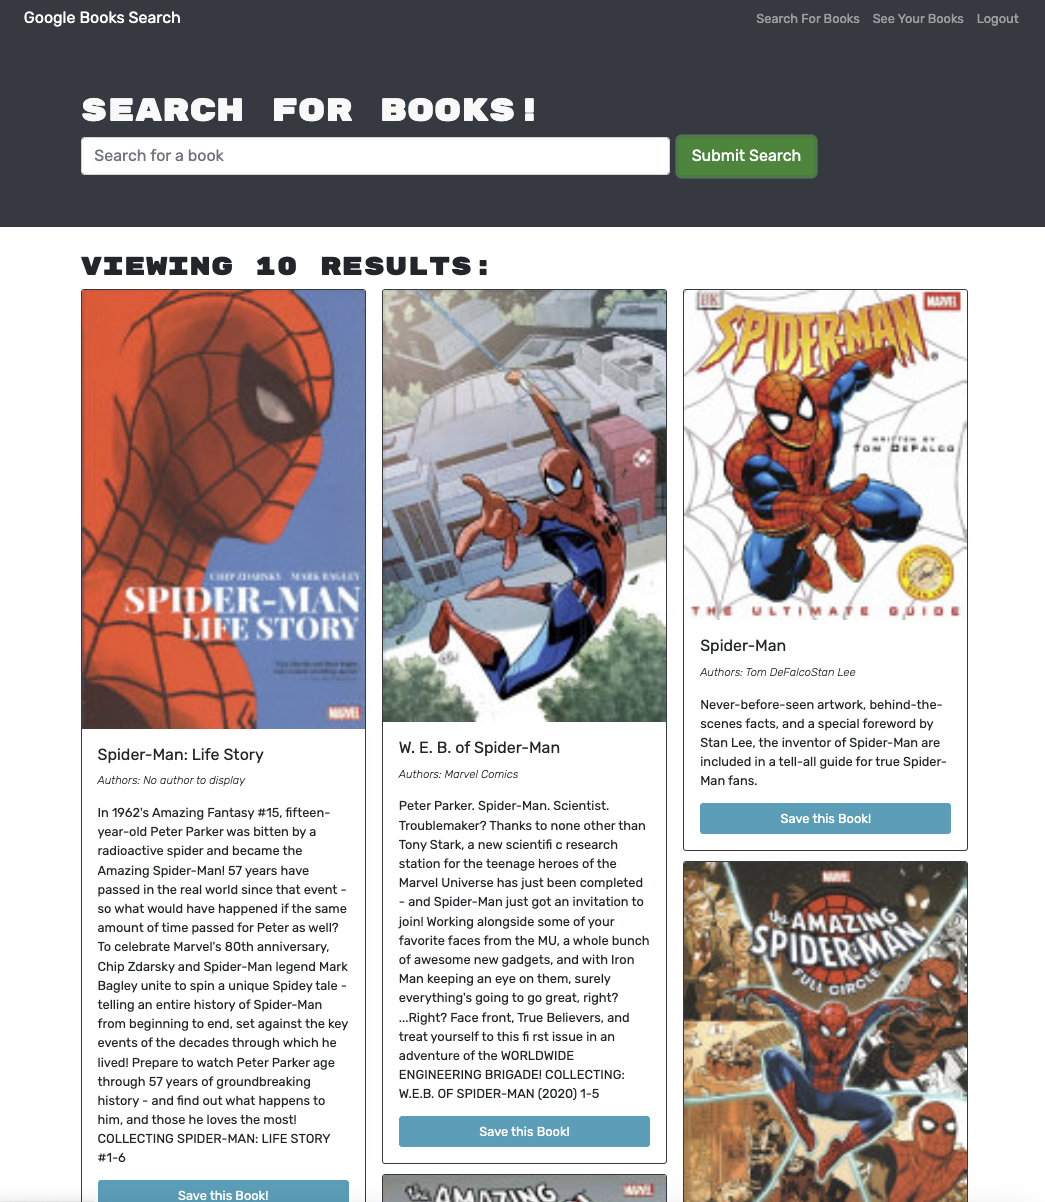 Google Books Search
Search For Books
See Your Books
Logout
SEARCH FOR BOOKS!
Search for a book
Submit Search
VIEWING 10 RESULTS:
CHIP ZDARSKY MARK BAGLEY
SPIDER-MAN
LIFE STORY
MARVEL
Spider-Man: Life Story
Authors: No author to display
In 1962's Amazing Fantasy #15, fifteen-
year-old Peter Parker was bitten by a
radioactive spider and became the
Amazing Spider-Man! 57 years have
passed in the real world since that event -
so what would have happened if the same
amount of time passed for Peter as well?
To celebrate Marvel's 80th anniversary,
Chip Zdarsky and Spider-Man legend Mark
Bagley unite to spin a unique Spidey tale -
telling an entire history of Spider-Man
from beginning to end, set against the key
events of the decades through which he
lived! Prepare to watch Peter Parker age
through 57 years of groundbreaking
history - and find out what happens to
him, and those he loves the most!
COLLECTING SPIDER-MAN: LIFE STORY
#1-6
Save this Book!
W. E. B. of Spider-Man
Authors: Marvel Comics
Peter Parker. Spider-Man. Scientist.
Troublemaker? Thanks to none other than
Tony Stark, a new scientifi c research
station for the teenage heroes of the
Marvel Universe has just been completed
- and Spider-Man just got an invitation to
join! Working alongside some of your
favorite faces from the MU, a whole bunch
of awesome new gadgets, and with Iron
Man keeping an eye on them, surely
everything's going to go great, right?
...Right? Face front, True Believers, and
treat yourself to this fi rst issue in an
adventure of the WORLDWIDE
ENGINEERING BRIGADE! COLLECTING:
W.E.B. OF SPIDER-MAN (2020) 1-5
Save this Book!
the AMAZING
MARVEL
DK
MARVEL
SPIDER-MAN
WRITTEN BY
TOM DEFALCO
STAN LEE
THE ULTIMATE GUIDE
Spider-Man
Authors: Tom DeFalcoStan Lee
Never-before-seen artwork, behind-the-
scenes facts, and a special foreword by
Stan Lee, the inventor of Spider-Man are
included in a tell-all guide for true Spider-
Man fans.
Save this Book!
MARVEL
the AMAZING
SPIDER-MAN
FULL CIRCLE